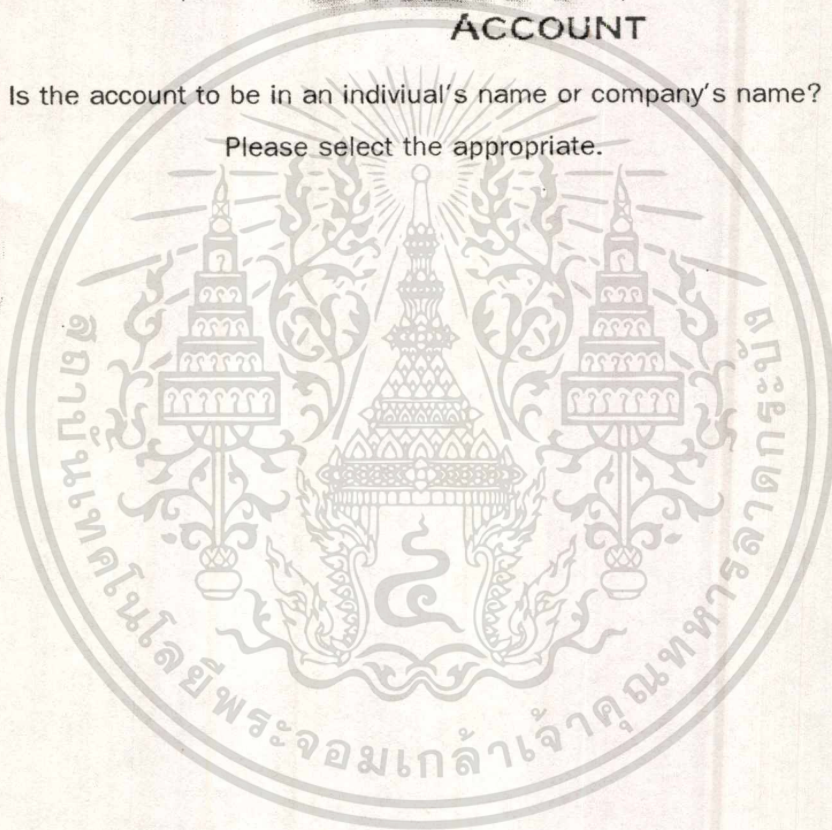 ACCOUNT
Is the account to be in an indiviual's name or company's name?
Please select the appropriate.
สถาบันเทคโนโลยีพระจอมเกล้าเจ้าคุณทหารลาดกระบัง